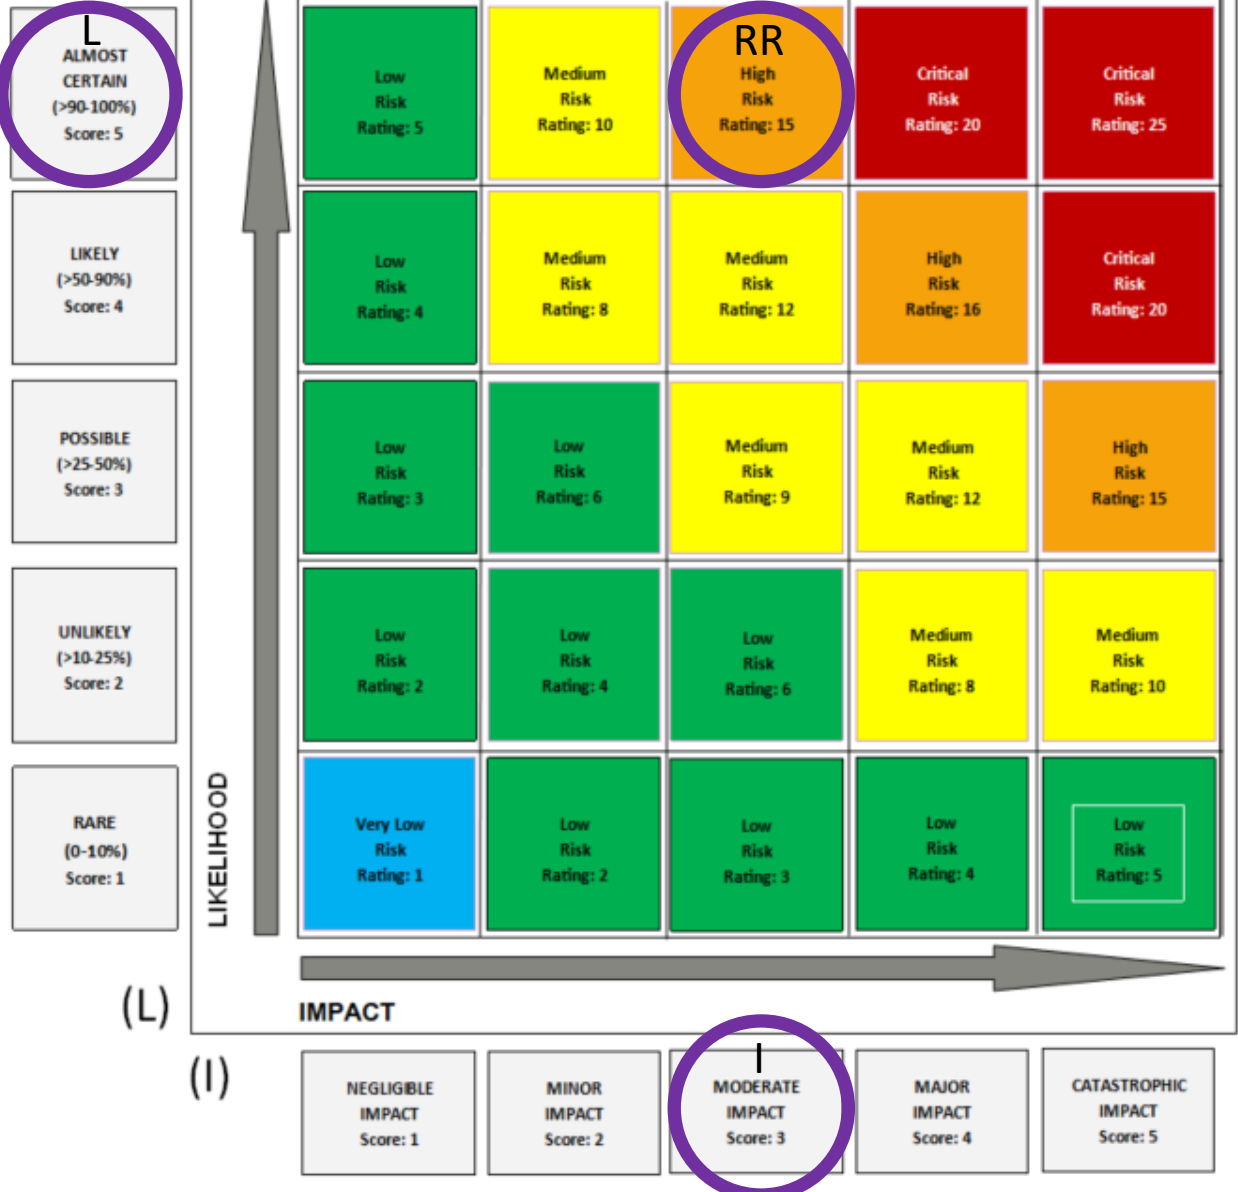 L
ALMOST
CERTAIN
(>90-100%)
Score: 5
Low
Risk
Rating: 5
Medium
Risk
Rating: 10
RR
High
Risk
Rating: 15
Critical
Risk
Rating: 20
Critical
Risk
Rating: 25
LIKELY
(>50-90%)
Score: 4
Low
Risk
Rating: 4
Medium
Risk
Rating: 8
Medium
Risk
Rating: 12
High
Risk
Rating: 16
Critical
Risk
Rating: 20
POSSIBLE
(>25-50%)
Score: 3
Low
Risk
Rating: 3
Low
Risk
Rating: 6
Medium
Risk
Rating: 9
Medium
Risk
Rating: 12
High
Risk
Rating: 15
UNLIKELY
(>10-25%)
Score: 2
Low
Risk
Rating: 2
Low
Risk
Rating: 4
Low
Risk
Rating: 6
Medium
Risk
Rating: 8
Medium
Risk
Rating: 10
RARE
(0-10%)
Score: 1
LIKELIHOOD
Very Low
Risk
Rating: 1
Low
Risk
Rating: 2
Low
Risk
Rating: 3
Low
Risk
Rating: 4
Low
Risk
Rating: 5
(L)
IMPACT
(I)
NEGLIGIBLE
IMPACT
Score: 1
MINOR
IMPACT
Score: 2
I
MODERATE
IMPACT
Score: 3
MAJOR
IMPACT
Score: 4
CATASTROPHIC
IMPACT
Score: 5